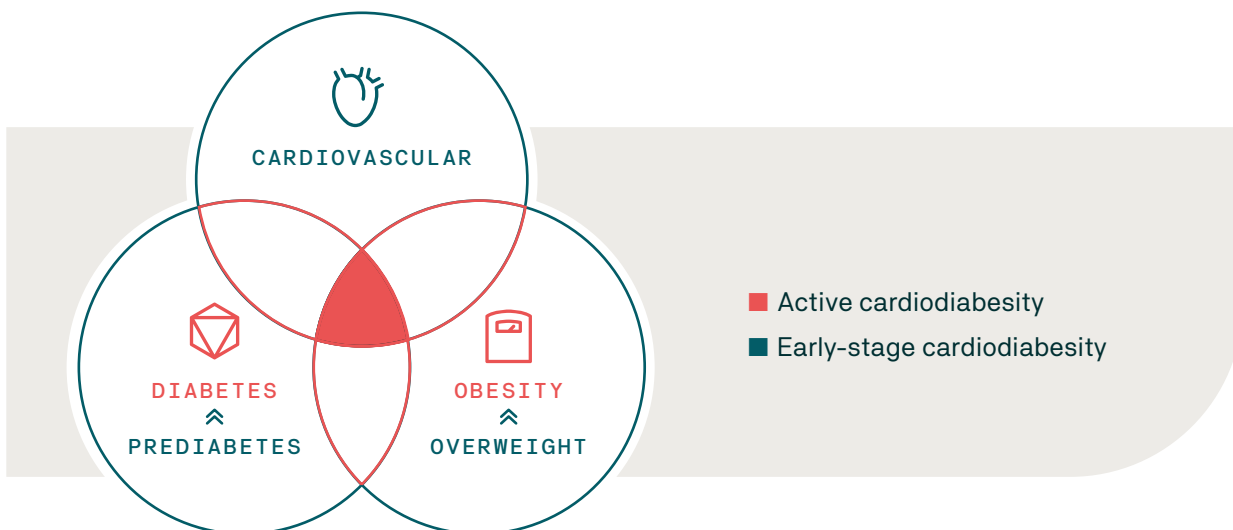 CARDIOVASCULAR
DIABETES
PREDIABETES
OBESITY
OVERWEIGHT
Active cardiodiabesity
Early-stage cardiodiabesity